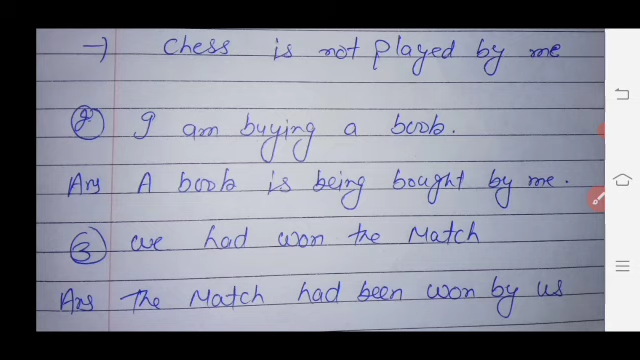 → Chess is not played by me
② I am buying a book.
Ans A book is being bought by me.
③ we had won the Match
Ans The Match had been won by us